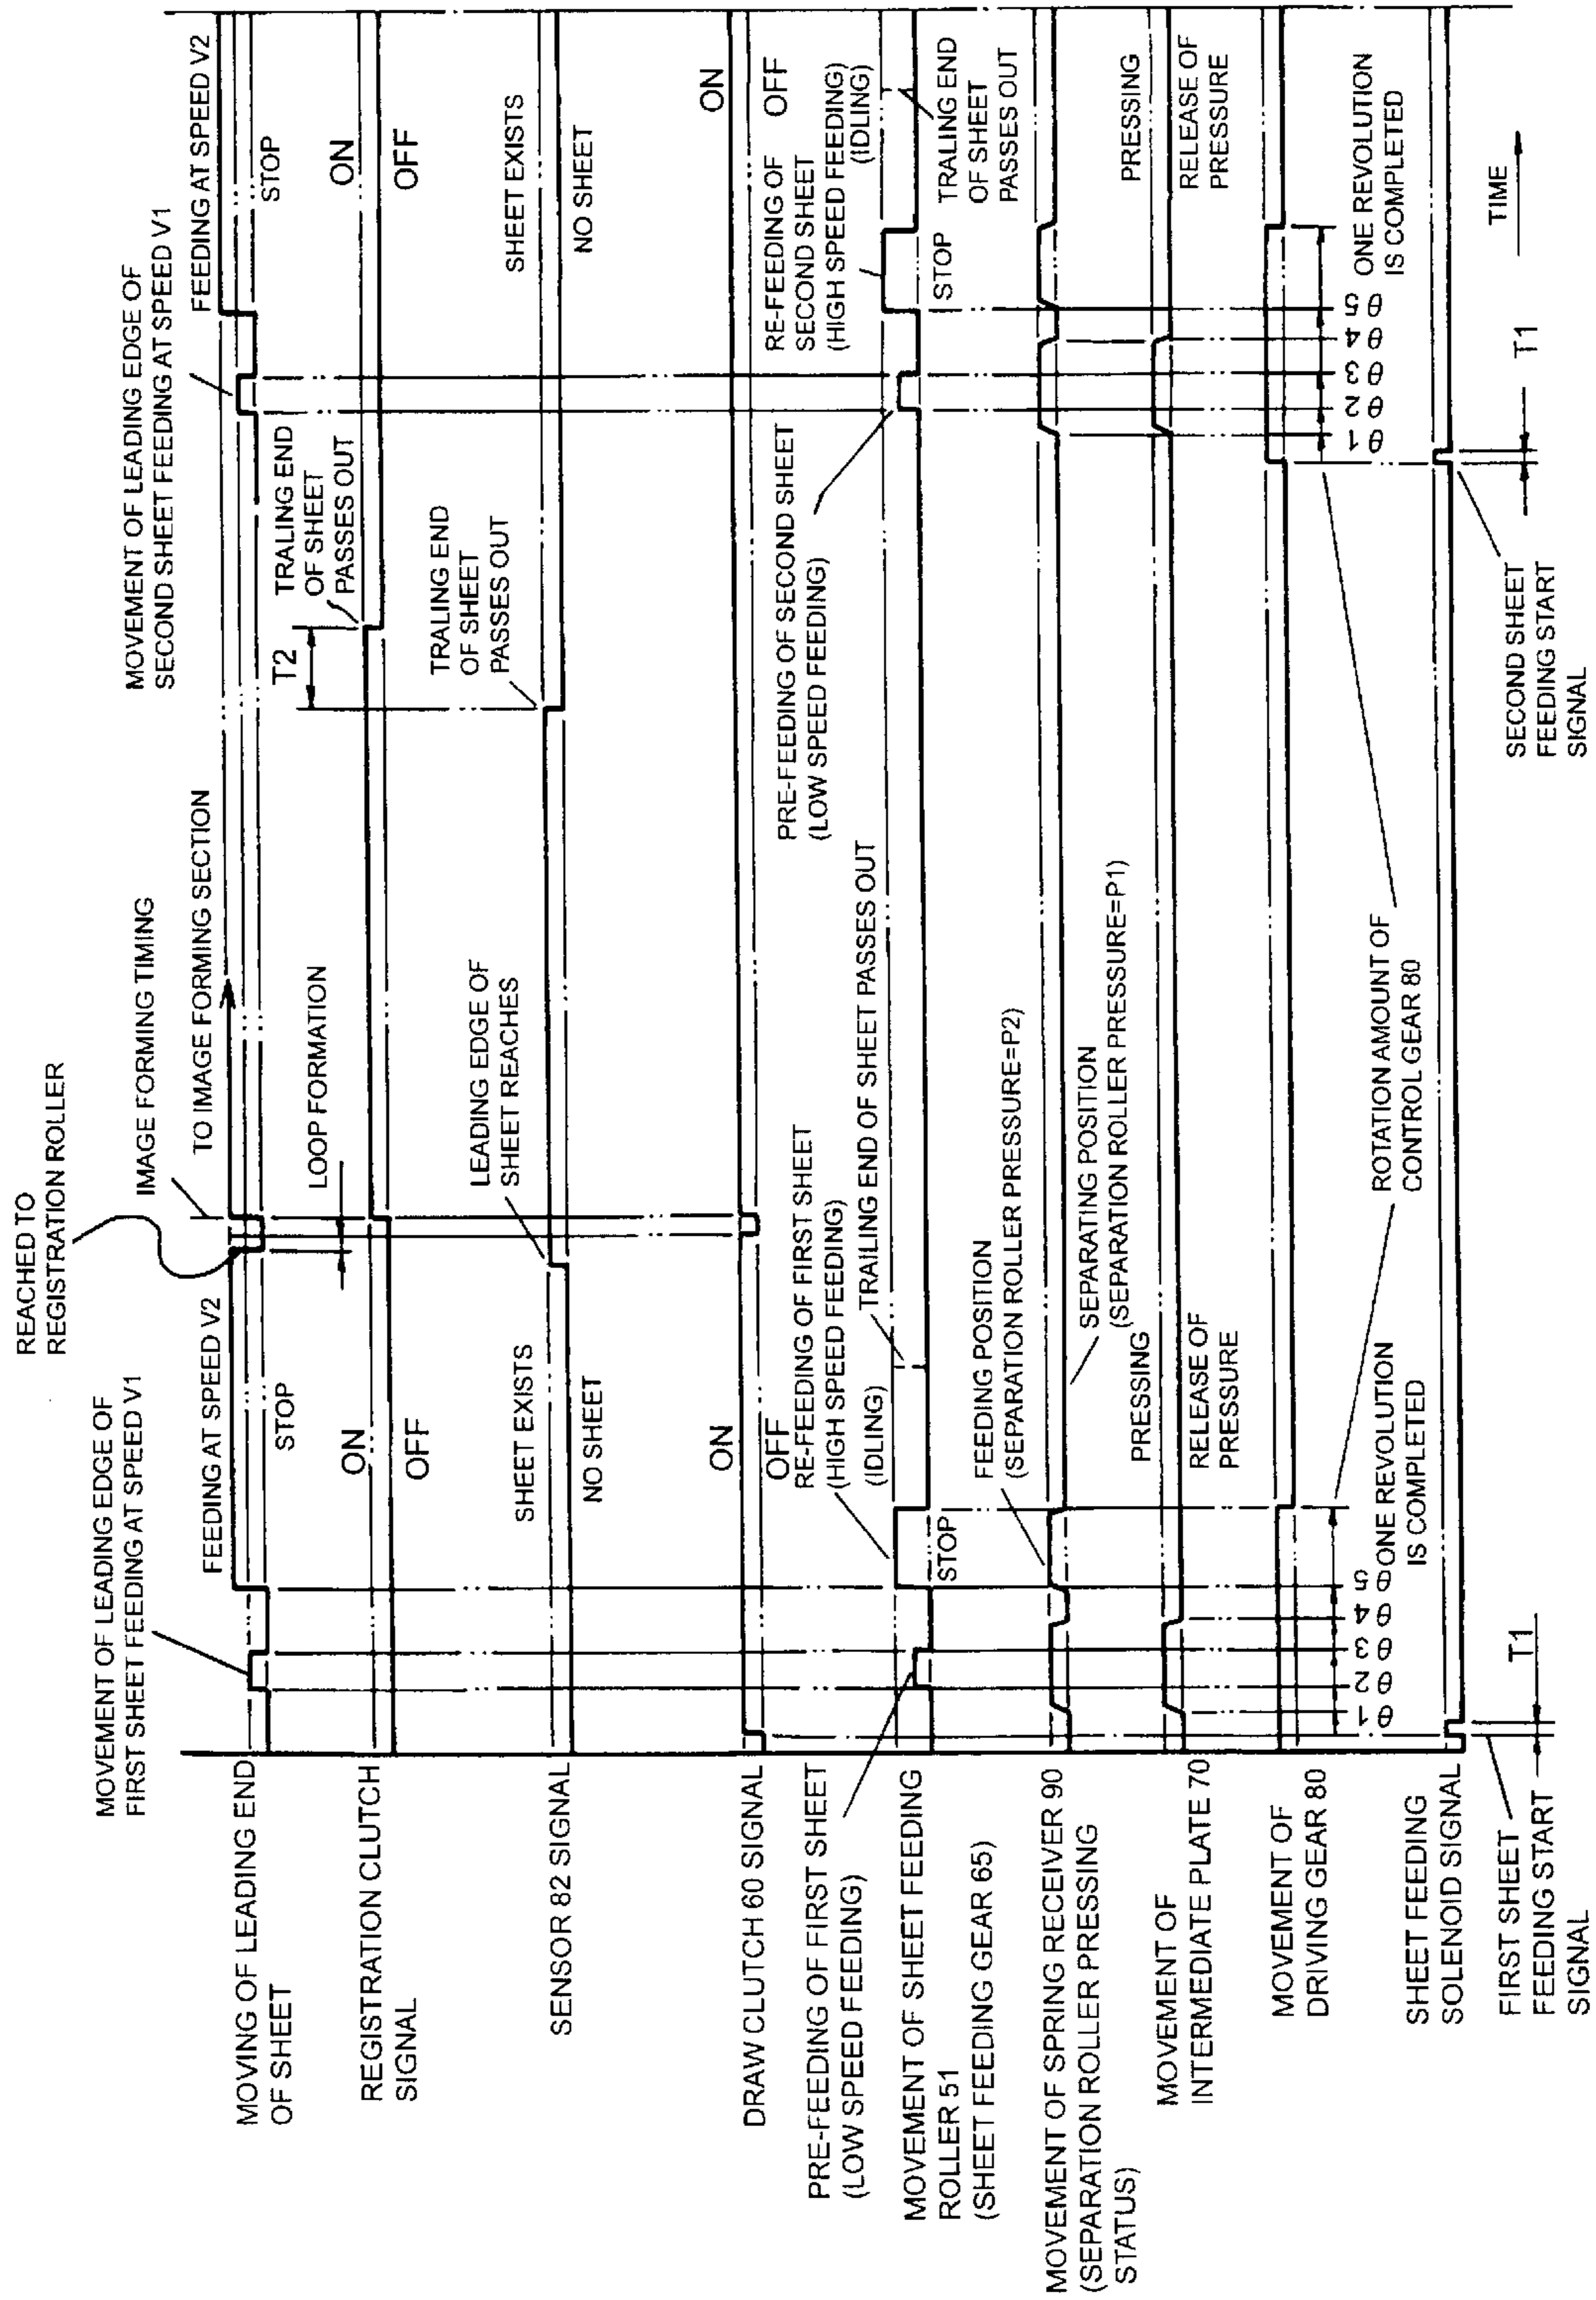 MOVEMENT OF LEADING EDGE OF
FIRST SHEET FEEDING AT SPEED V1
REACHED TO
REGISTRATION ROLLER
IMAGE FORMING TIMING
TO IMAGE FORMING SECTION
MOVEMENT OF LEADING EDGE OF
SECOND SHEET FEEDING AT SPEED V1
FEEDING AT SPEED V2
MOVING OF LEADING END
OF SHEET
FEEDING AT SPEED V2
STOP
LOOP FORMATION
T2
TRALING END
OF SHEET
PASSES OUT
STOP
REGISTRATION CLUTCH
SIGNAL
ON
OFF
ON
OFF
SENSOR 82 SIGNAL
SHEET EXISTS
NO SHEET
LEADING EDGE OF
SHEET REACHES
TRALING END
OF SHEET
PASSES OUT
SHEET EXISTS
NO SHEET
DRAW CLUTCH 60 SIGNAL
ON
OFF
ON
OFF
PRE-FEEDING OF FIRST SHEET
(LOW SPEED FEEDING)
RE-FEEDING OF FIRST SHEET
(HIGH SPEED FEEDING)
(IDLING)
TRAILING END OF SHEET PASSES OUT
PRE-FEEDING OF SECOND SHEET
(LOW SPEED FEEDING)
RE-FEEDING OF
SECOND SHEET
(HIGH SPEED FEEDING)
(IDLING)
MOVEMENT OF SHEET FEEDING
ROLLER 51
(SHEET FEEDING GEAR 65)
STOP
STOP
TRALING END
OF SHEET
PASSES OUT
MOVEMENT OF SPRING RECEIVER 90
(SEPARATION ROLLER PRESSING
STATUS)
FEEDING POSITION
(SEPARATION ROLLER PRESSURE=P2)
SEPARATING POSITION
(SEPARATION ROLLER PRESSURE=P1)
MOVEMENT OF
INTERMEDIATE PLATE 70
PRESSING
RELEASE OF
PRESSURE
PRESSING
RELEASE OF
PRESSURE
MOVEMENT OF
DRIVING GEAR 80
θ1
θ2
θ3
θ4
θ5
ONE REVOLUTION
IS COMPLETED
ROTATION AMOUNT OF
CONTROL GEAR 80
θ1
θ2
θ3
θ4
θ5
ONE REVOLUTION
IS COMPLETED
SHEET FEEDING
SOLENOID SIGNAL
FIRST SHEET
FEEDING START
SIGNAL
T1
SECOND SHEET
FEEDING START
SIGNAL
T1
TIME